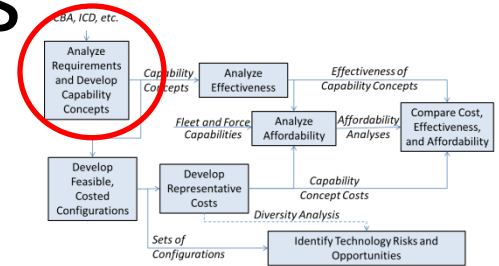 CBA, ICD, etc.
Analyze
Requirements
and Develop
Capability
Concepts
Capability
Concepts
Analyze
Effectiveness
Effectiveness of
Capability Concepts
Fleet and Force
Capabilities
Analyze
Affordability
Affordability
Analyses
Compare Cost,
Effectiveness,
and Affordability
Develop
Feasible,
Costed
Configurations
Develop
Representative
Costs
Capability
Concept Costs
Diversity Analysis
Sets of
Configurations
Identify Technology Risks and
Opportunities